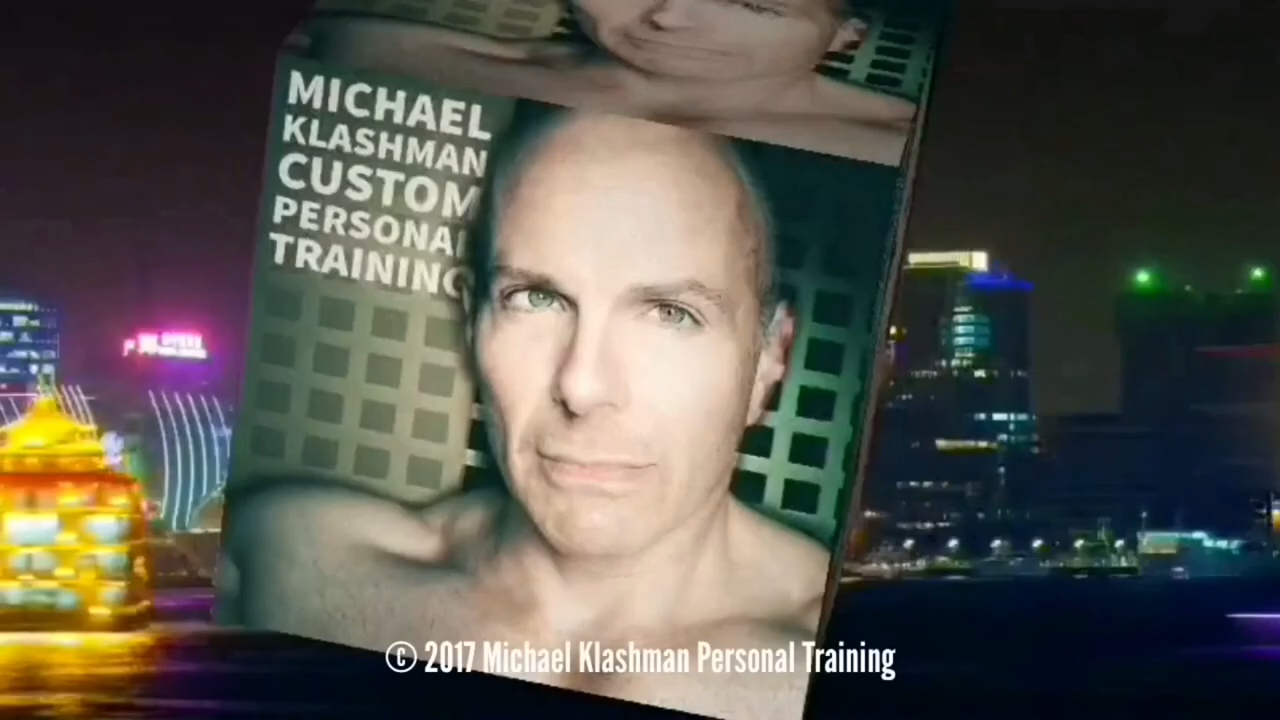 MICHAEL
KLASHMAN
CUSTOM
PERSONAL
TRAINING
© 2017 Michael Klashman Personal Training